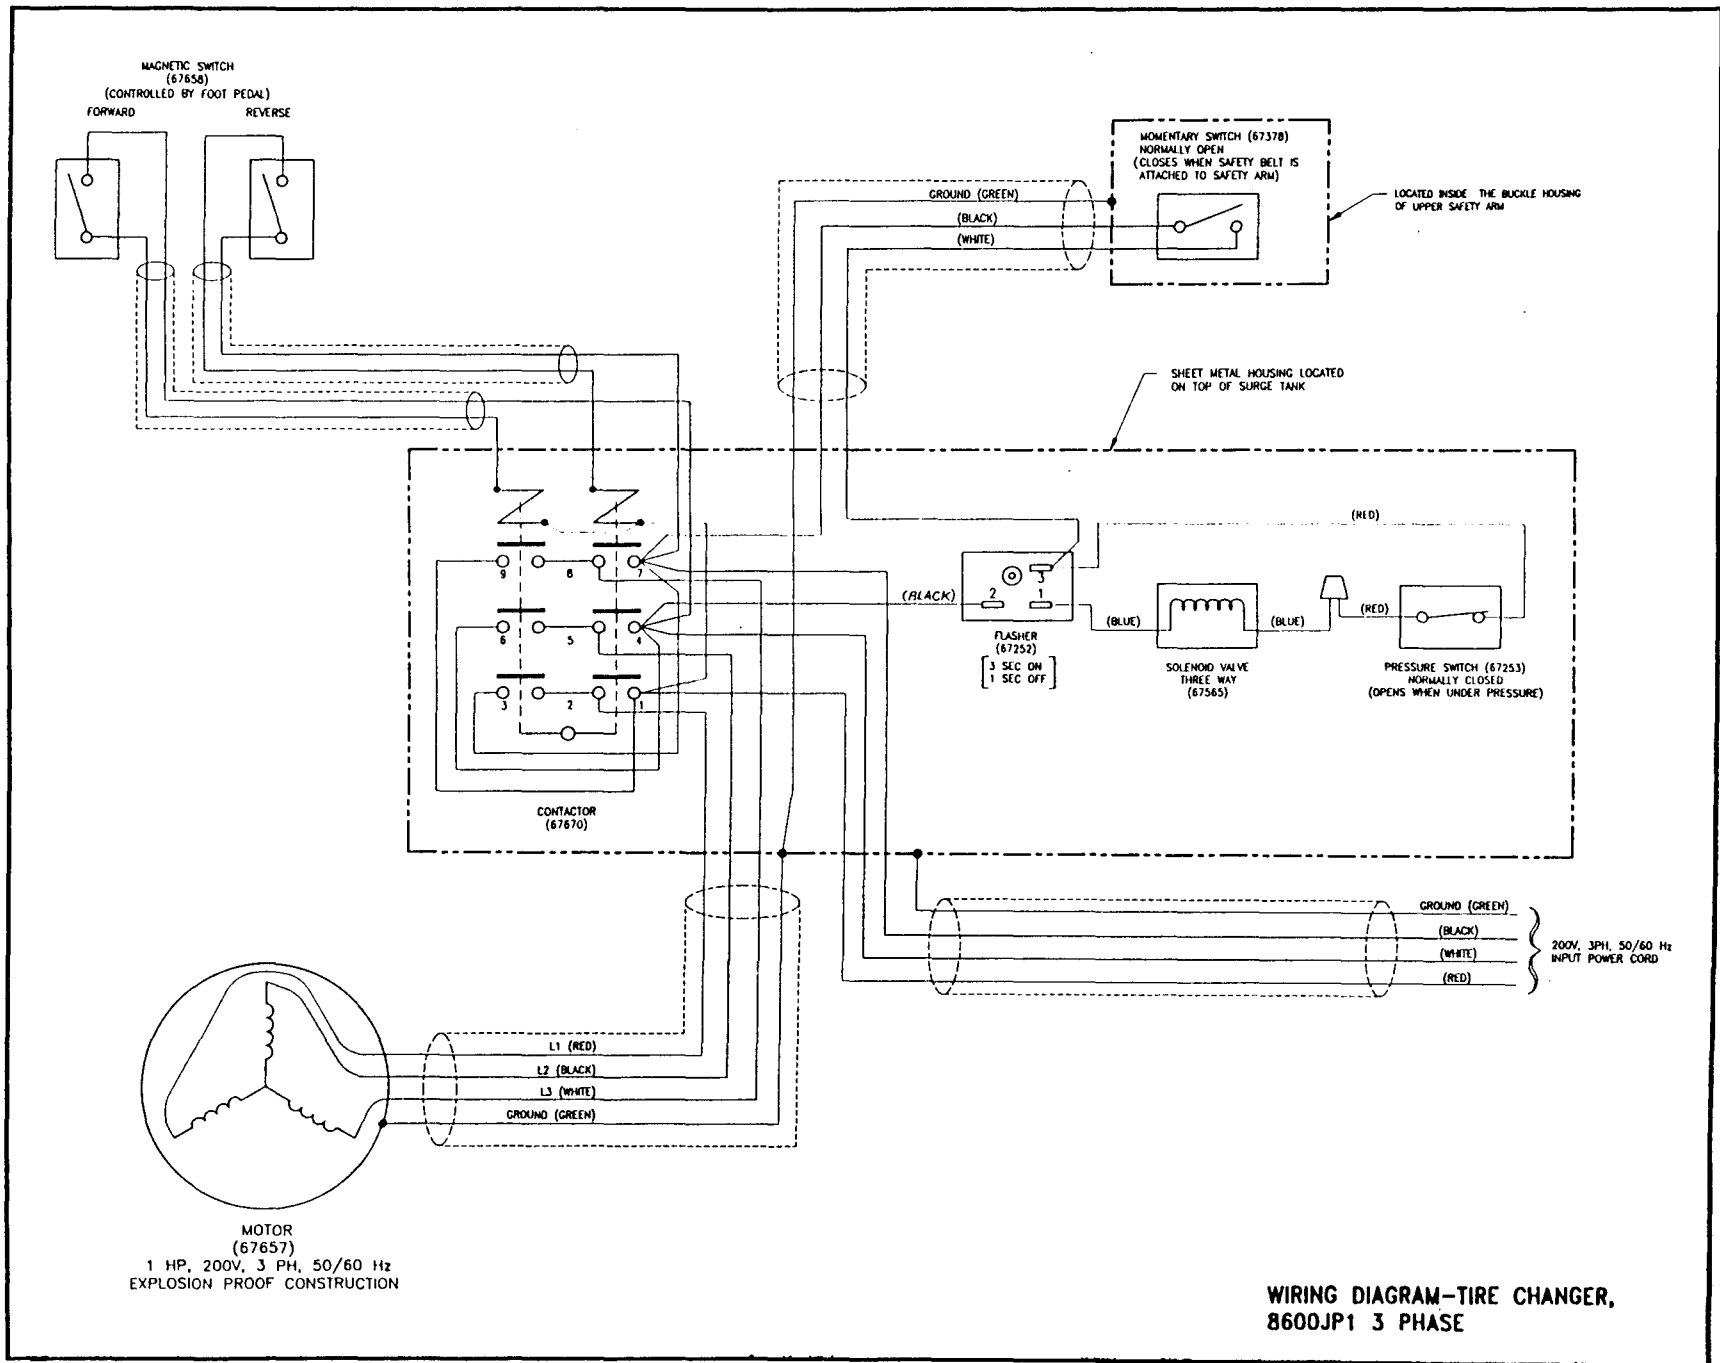 MAGNETIC SWITCH
(67658)
(CONTROLLED BY FOOT PEDAL)
FORWARD
REVERSE
MOMENTARY SWITCH (67378)
NORMALLY OPEN
(CLOSES WHEN SAFETY BELT IS
ATTACHED TO SAFETY ARM)
LOCATED INSIDE THE BUCKLE HOUSING
OF UPPER SAFETY ARM
GROUND (GREEN)
(BLACK)
(WHITE)
SHEET METAL HOUSING LOCATED
ON TOP OF SURGE TANK
(RED)
9
8
7
6
5
4
3
2
1
CONTACTOR
(67670)
(BLACK)
3
2
1
FLASHER
(67252)
3 SEC ON
1 SEC OFF
(BLUE)
SOLENOID VALVE
THREE WAY
(67565)
(BLUE)
(RED)
PRESSURE SWITCH (67253)
NORMALLY CLOSED
(OPENS WHEN UNDER PRESSURE)
GROUND (GREEN)
(BLACK)
(WHITE)
(RED)
200V, 3PH, 50/60 Hz
INPUT POWER CORD
L1 (RED)
L2 (BLACK)
L3 (WHITE)
GROUND (GREEN)
MOTOR
(67657)
1 HP, 200V, 3 PH, 50/60 Hz
EXPLOSION PROOF CONSTRUCTION
WIRING DIAGRAM-TIRE CHANGER,
8600JP1 3 PHASE